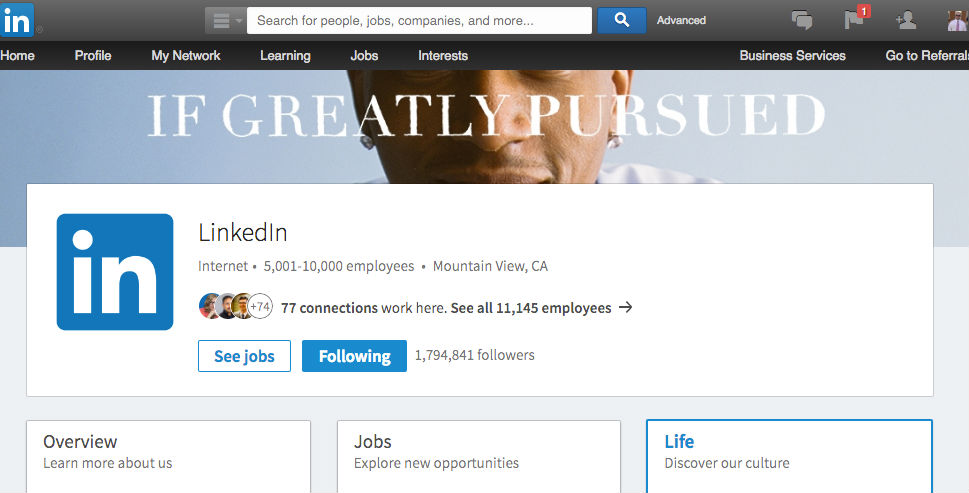 in
Search for people, jobs, companies, and more...
Advanced
1
Home Profile My Network Learning Jobs Interests Business Services Go to Referrals
IF GREATLY PURSUED
in
LinkedIn
Internet • 5,001-10,000 employees • Mountain View, CA
+74 77 connections work here. See all 11,145 employees →
See jobs Following 1,794,841 followers
Overview Jobs Life
Learn more about us Explore new opportunities Discover our culture